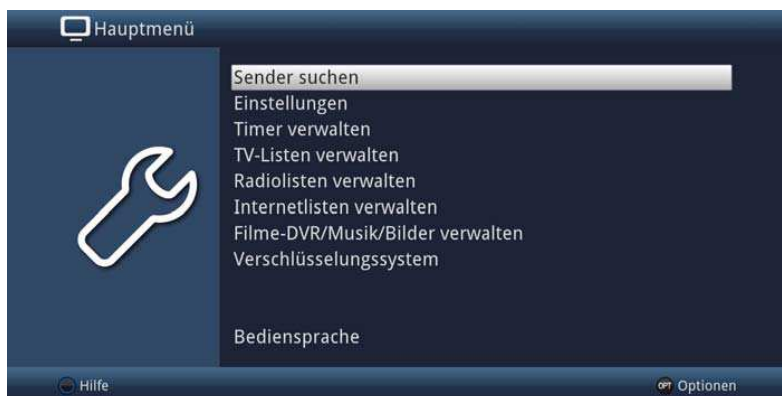 Hauptmenü
Sender suchen
Einstellungen
Timer verwalten
TV-Listen verwalten
Radiolisten verwalten
Internetlisten verwalten
Filme-DVR/Musik/Bilder verwalten
Verschlüsselungssystem
Bediensprache
Hilfe
OPT Optionen